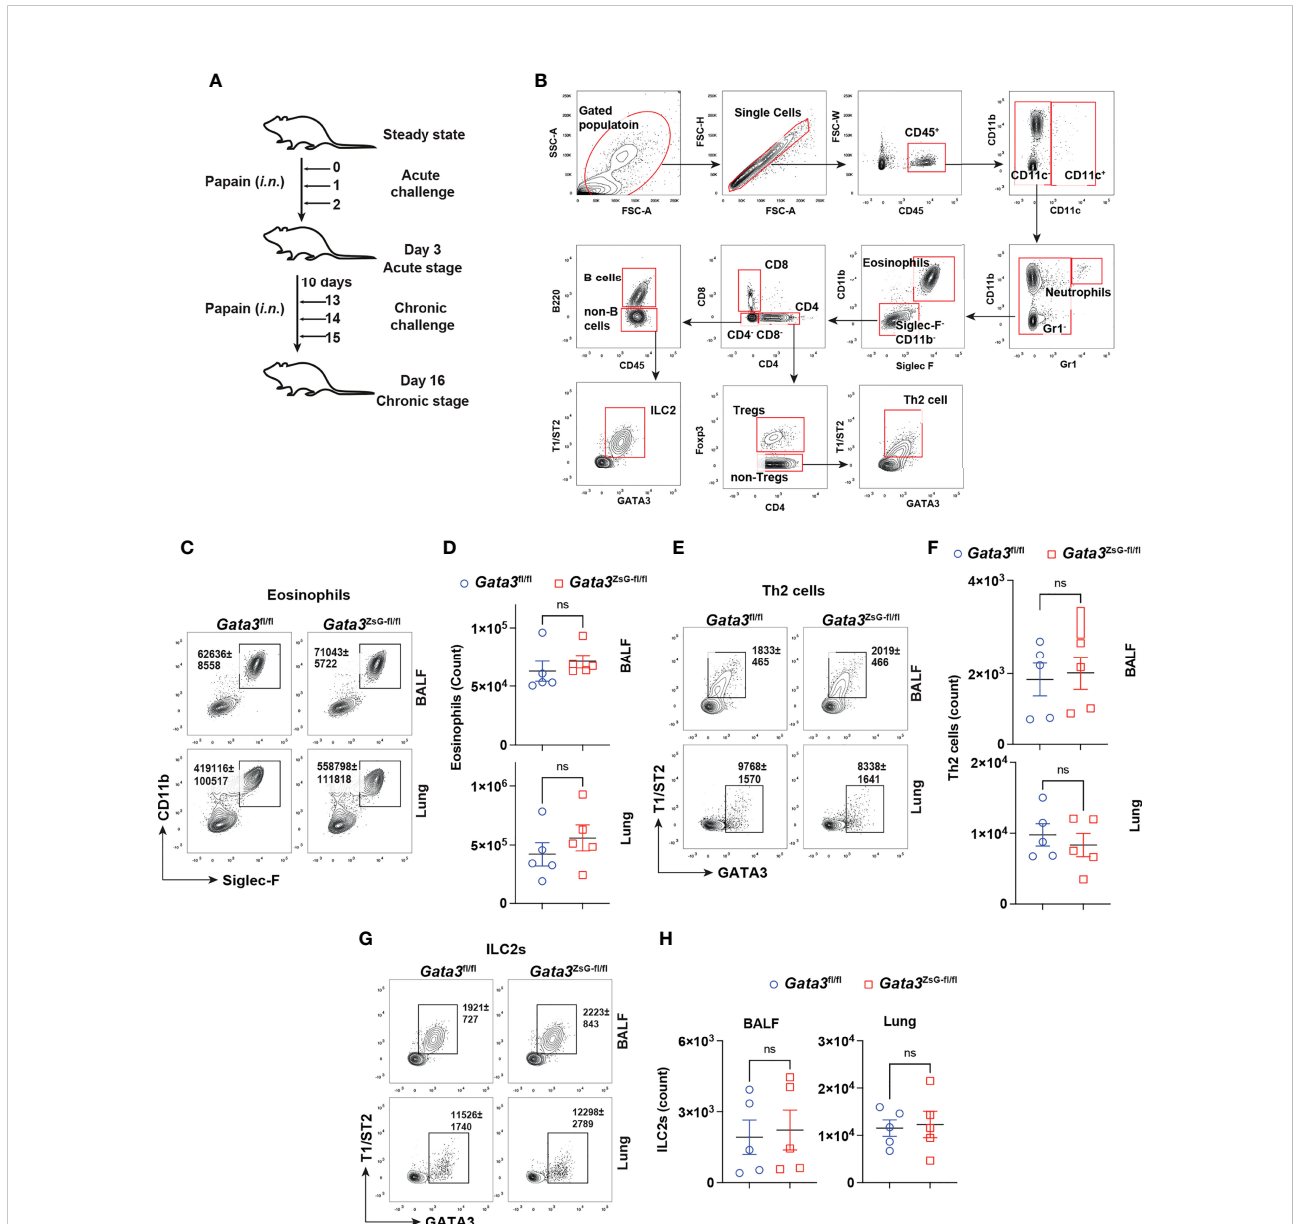 A
Steady state
Papain (i.n.)
0
1
2
Acute
challenge
Day 3
Acute stage
10 days
Papain (i.n.)
13
14
15
Chronic
challenge
Day 16
Chronic stage
B
Gated
populatoin
SSC-A
FSC-A
Single Cells
FSC-H
FSC-A
CD45+
FSC-W
CD45
CD11b
CD11c-
CD11c+
CD11c
B cells
non-B
cells
B220
CD45
CD8
CD4
CD4- CD8-
CD8
CD4
Eosinophils
Siglec-F-
CD11b-
CD11b
Siglec F
Neutrophils
Gr1-
CD11b
Gr1
ILC2
T1/ST2
GATA3
Tregs
non-Tregs
Foxp3
CD4
Th2 cell
T1/ST2
GATA3
C
Eosinophils
Gata3fl/fl
Gata3ZsG-fl/fl
62636±
8558
71043±
5722
BALF
419116±
100517
558798±
111818
Lung
CD11b
Siglec-F
D
Gata3fl/fl
Gata3ZsG-fl/fl
ns
1×105
5×104
0
BALF
Eosinophils (Count)
ns
1×106
5×105
0
Lung
E
Th2 cells
Gata3fl/fl
Gata3ZsG-fl/fl
1833±
465
2019±
466
BALF
9768±
1570
8338±
1641
Lung
T1/ST2
GATA3
F
Gata3fl/fl
Gata3ZsG-fl/fl
ns
4×103
2×103
0
BALF
Th2 cells (count)
ns
2×104
1×104
0
Lung
G
ILC2s
Gata3fl/fl
Gata3ZsG-fl/fl
1921±
727
2223±
843
BALF
11526±
1740
12298±
2789
Lung
T1/ST2
GATA3
H
Gata3fl/fl
Gata3ZsG-fl/fl
BALF
Lung
ns
6×103
3×103
0
ILC2s (count)
ns
3×104
2×104
1×104
0